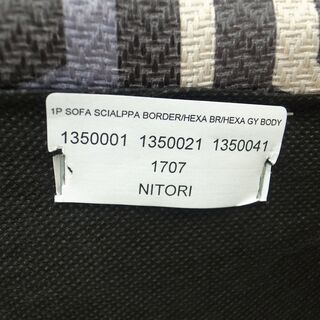 1P SOFA SCIALPPA BORDER/HEXA BR/HEXA GY BODY
1350001 1350021 1350041
1707
NITORI